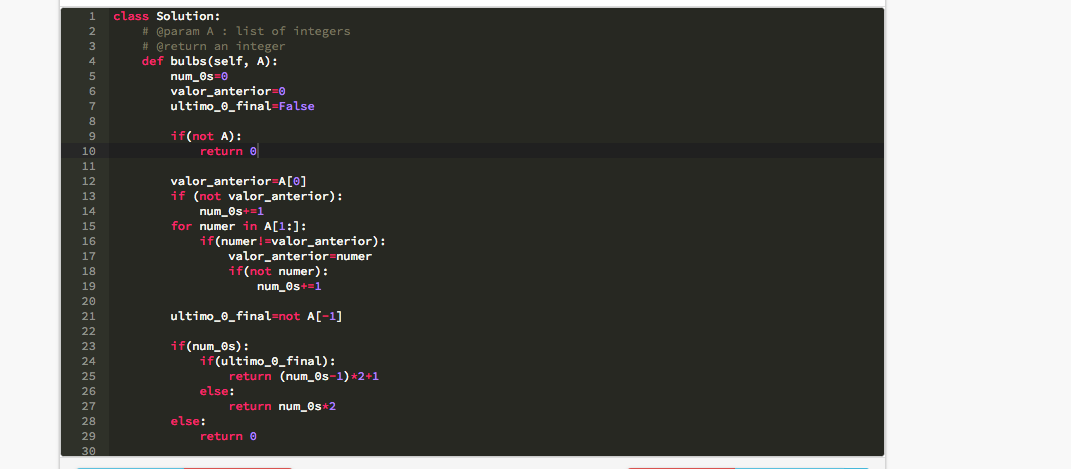 1 class Solution:
2 # @param A : list of integers
3 # @return an integer
4 def bulbs(self, A):
5 num_0s=0
6 valor_anterior=0
7 ultimo_0_final=False
8
9 if(not A):
10 return 0
11
12 valor_anterior=A[0]
13 if (not valor_anterior):
14 num_0s+=1
15 for numer in A[1:]:
16 if(numer!=valor_anterior):
17 valor_anterior=numer
18 if(not numer):
19 num_0s+=1
20
21 ultimo_0_final=not A[-1]
22
23 if(num_0s):
24 if(ultimo_0_final):
25 return (num_0s-1)*2+1
26 else:
27 return num_0s*2
28 else:
29 return 0
30